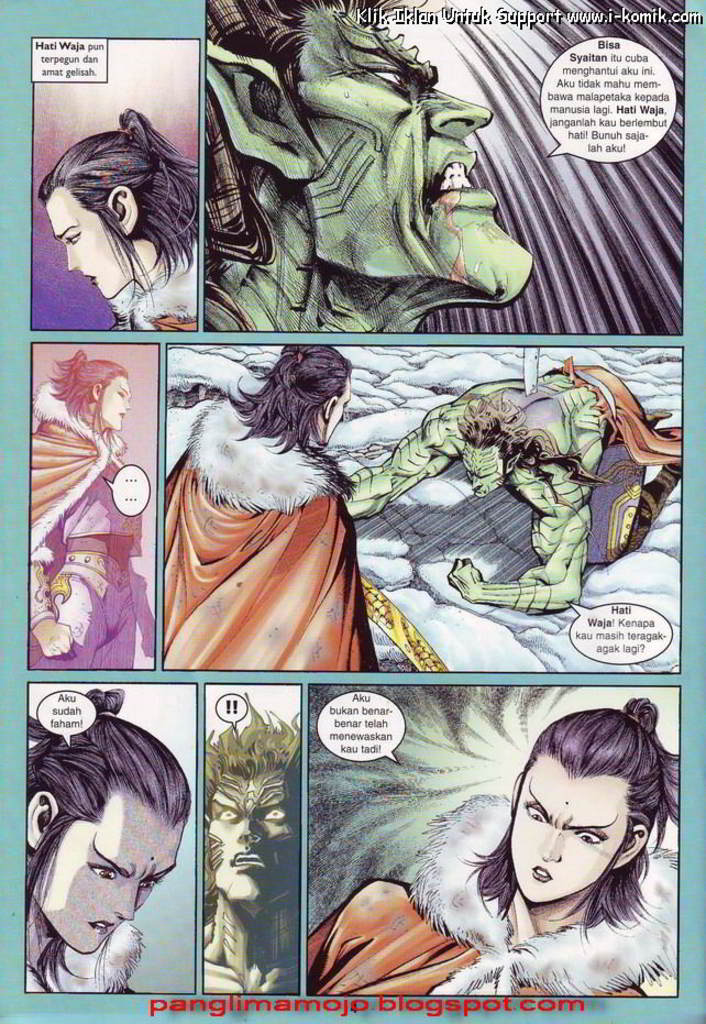 Klik Iklan Untuk Support www.i-komik.com
Hati Waja pun
terpegun dan
amat gelisah.
Bisa
Syaitan itu cuba
menghantui aku ini.
Aku tidak mahu mem-
bawa malapetaka kepada
manusia lagi. Hati Waja,
janganlah kau berlembut
hati! Bunuh saja-
lah aku!
...
...
Hati
Waja! Kenapa
kau masih teragak-
agak lagi?
Aku
sudah
faham!
!!
Aku
bukan benar-
benar telah
menewaskan
kau tadi!
panglimamojo.blogspot.com